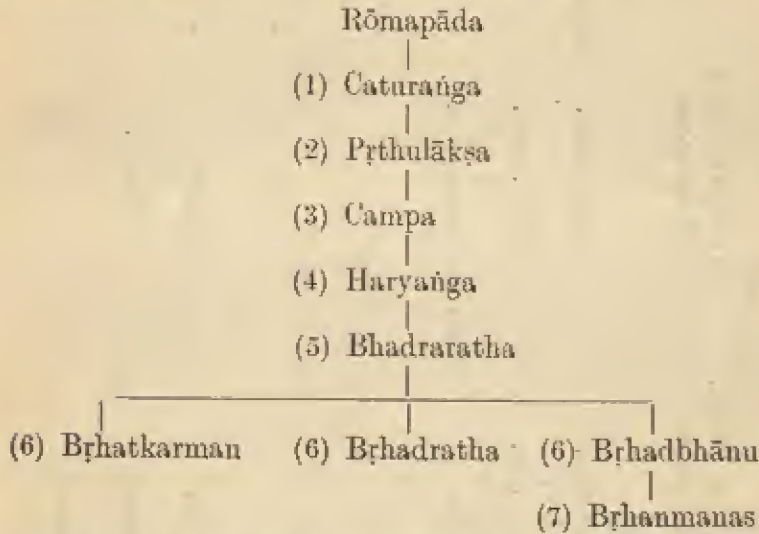 Rōmapāda
(1) Caturaṅga
(2) Pṛthulākṣa
(3) Campa
(4) Haryaṅga
(5) Bhadraratha
(6) Bṛhatkarman (6) Bṛhadratha (6) Bṛhadbhānu
(7) Bṛhanmanas